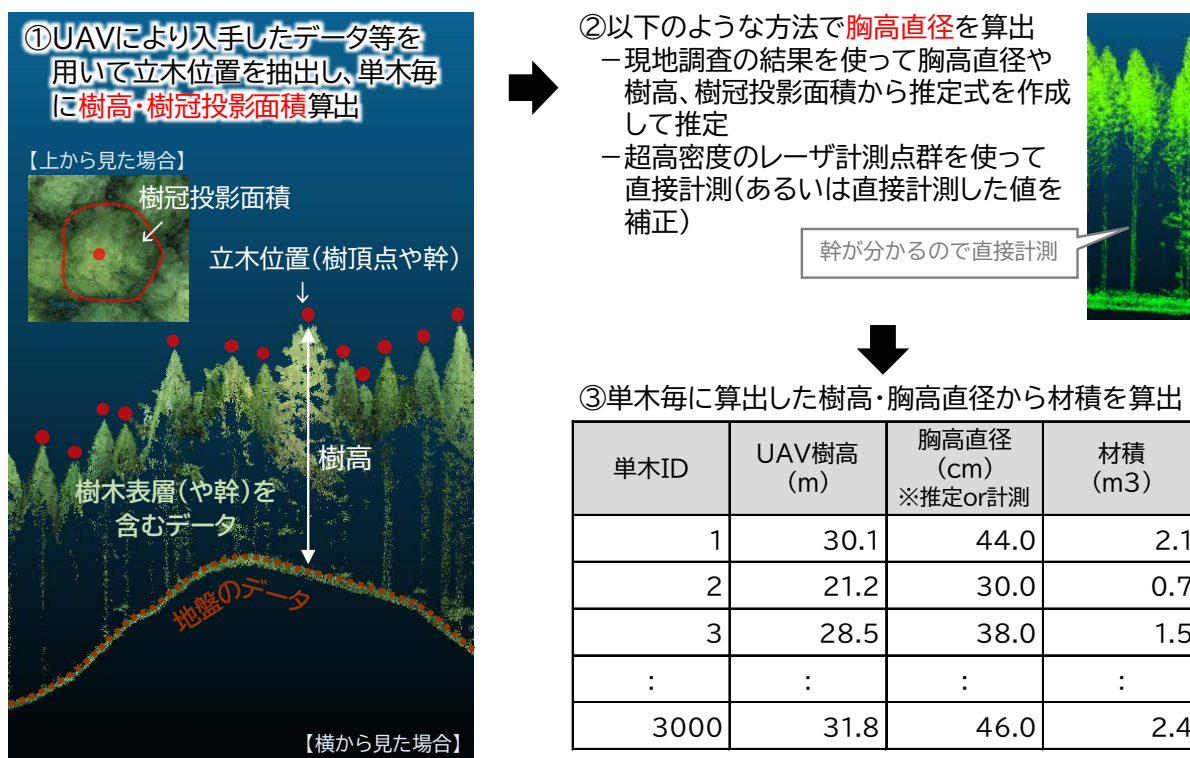 ①UAVにより入手したデータ等を
用いて立木位置を抽出し、単木毎
に樹高・樹冠投影面積算出
【上から見た場合】
樹冠投影面積
立木位置(樹頂点や幹)
↓
樹高
樹木表層(や幹)を
含むデータ
地盤のデータ
【横から見た場合】
②以下のような方法で胸高直径を算出
－現地調査の結果を使って胸高直径や
樹高、樹冠投影面積から推定式を作成
して推定
－超高密度のレーザ計測点群を使って
直接計測(あるいは直接計測した値を
補正)
幹が分かるので直接計測
③単木毎に算出した樹高・胸高直径から材積を算出
単木ID UAV樹高(m) 胸高直径(cm)※推定or計測 材積(m3)
1 30.1 44.0 2.1
2 21.2 30.0 0.7
3 28.5 38.0 1.5
: : : :
3000 31.8 46.0 2.4